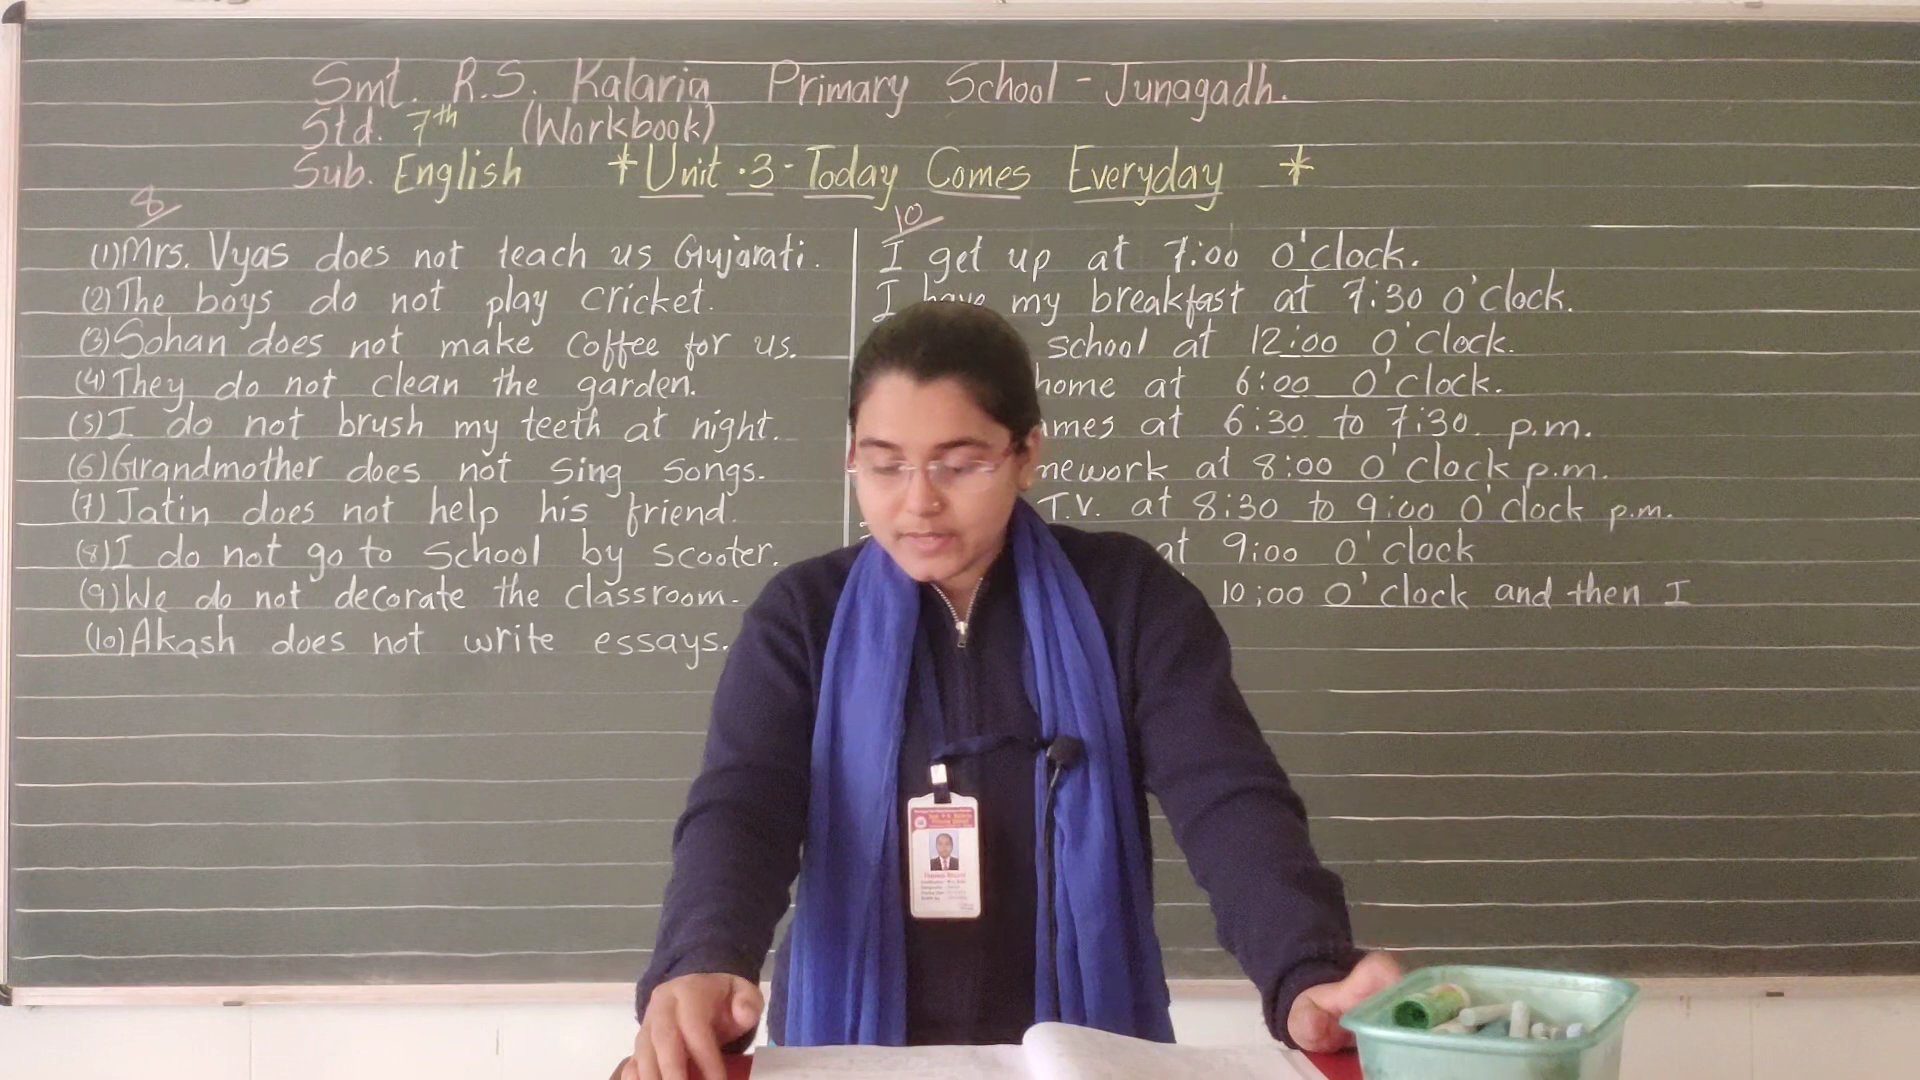 Smt. R.S. Kalaria Primary School - Junagadh.
Std. 7th (Workbook)
Sub. English * Unit.3 - Today Comes Everyday *
8
(1) Mrs. Vyas does not teach us Gujarati.
(2) The boys do not play cricket.
(3) Sohan does not make coffee for us.
(4) They do not clean the garden.
(5) I do not brush my teeth at night.
(6) Grandmother does not sing songs.
(7) Jatin does not help his friend.
(8) I do not go to school by scooter.
(9) We do not decorate the classroom.
(10) Akash does not write essays.
10
I get up at 7:00 O'clock.
I have my breakfast at 7:30 O'clock.
school at 12:00 O'clock.
home at 6:00 O'clock.
at 6:30 to 7:30 p.m.
at 8:00 O'clock p.m.
T.V. at 8:30 to 9:00 O'clock p.m.
at 9:00 O'clock
10:00 O'clock and then I